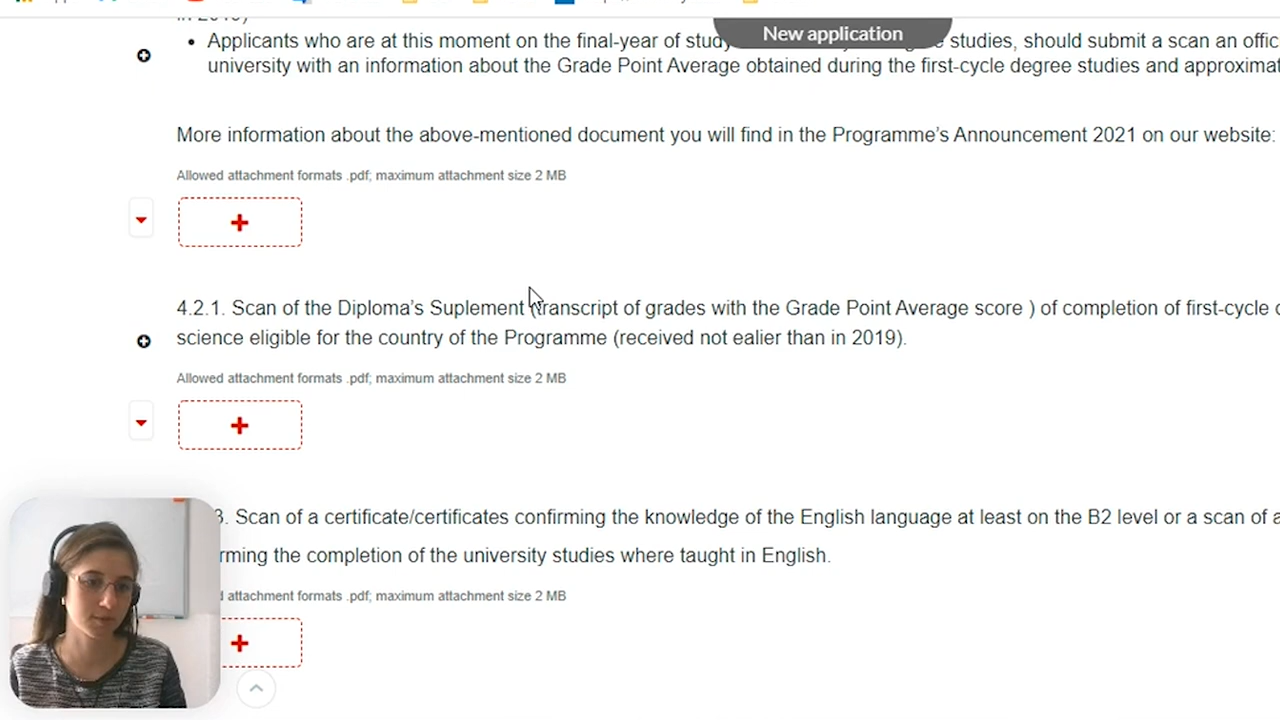 New application
Applicants who are at this moment on the final-year of studies, should submit a scan an offic
university with an information about the Grade Point Average obtained during the first-cycle degree studies and approximat
More information about the above-mentioned document you will find in the Programme's Announcement 2021 on our website:
Allowed attachment formats .pdf; maximum attachment size 2 MB
4.2.1. Scan of the Diploma's Suplement (transcript of grades with the Grade Point Average score ) of completion of first-cycle
science eligible for the country of the Programme (received not ealier than in 2019).
Allowed attachment formats .pdf; maximum attachment size 2 MB
3. Scan of a certificate/certificates confirming the knowledge of the English language at least on the B2 level or a scan of a
rming the completion of the university studies where taught in English.
attachment formats .pdf; maximum attachment size 2 MB